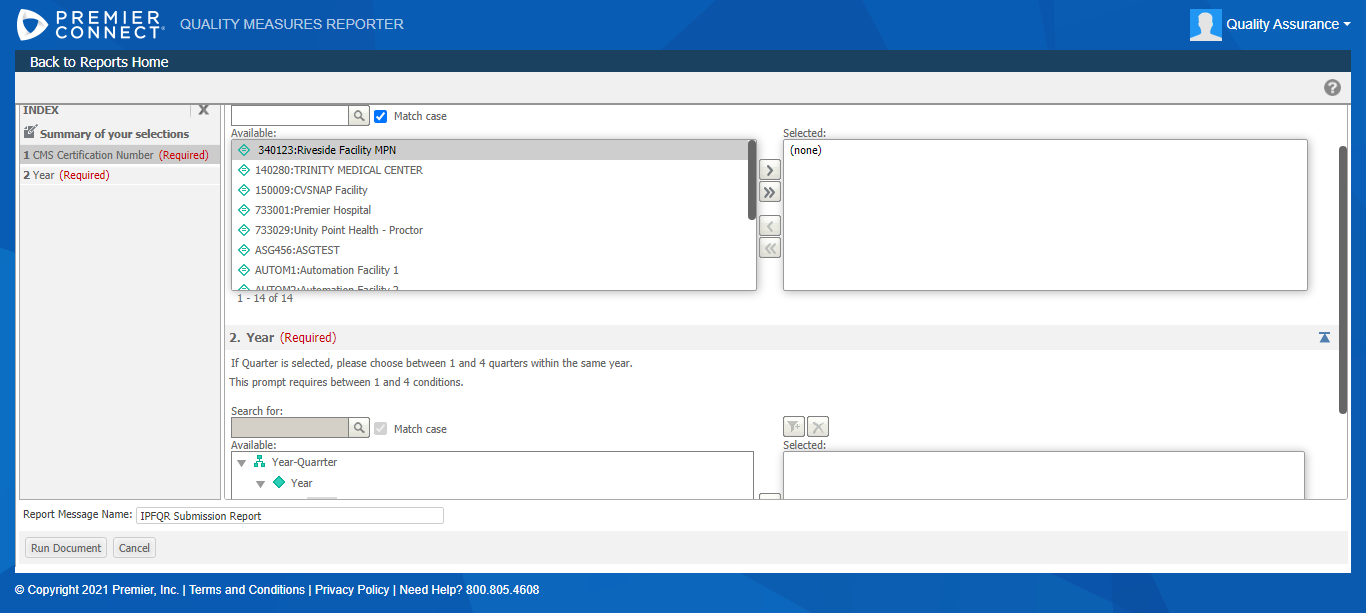 PREMIER CONNECT® QUALITY MEASURES REPORTER
Quality Assurance
Back to Reports Home
INDEX
Summary of your selections
1 CMS Certification Number (Required)
2 Year (Required)
Match case
Available:
Selected:
340123:Riveside Facility MPN
(none)
140280:TRINITY MEDICAL CENTER
150009:CVSNAP Facility
733001:Premier Hospital
733029:Unity Point Health - Proctor
ASG456:ASGTEST
AUTOM1:Automation Facility 1
AUTOM2:Automation Facility 2
1 - 14 of 14
2. Year (Required)
If Quarter is selected, please choose between 1 and 4 quarters within the same year.
This prompt requires between 1 and 4 conditions.
Search for:
Match case
Available:
Selected:
Year-Quarrter
Year
Report Message Name: IPFQR Submission Report
Run Document Cancel
© Copyright 2021 Premier, Inc. | Terms and Conditions | Privacy Policy | Need Help? 800.805.4608